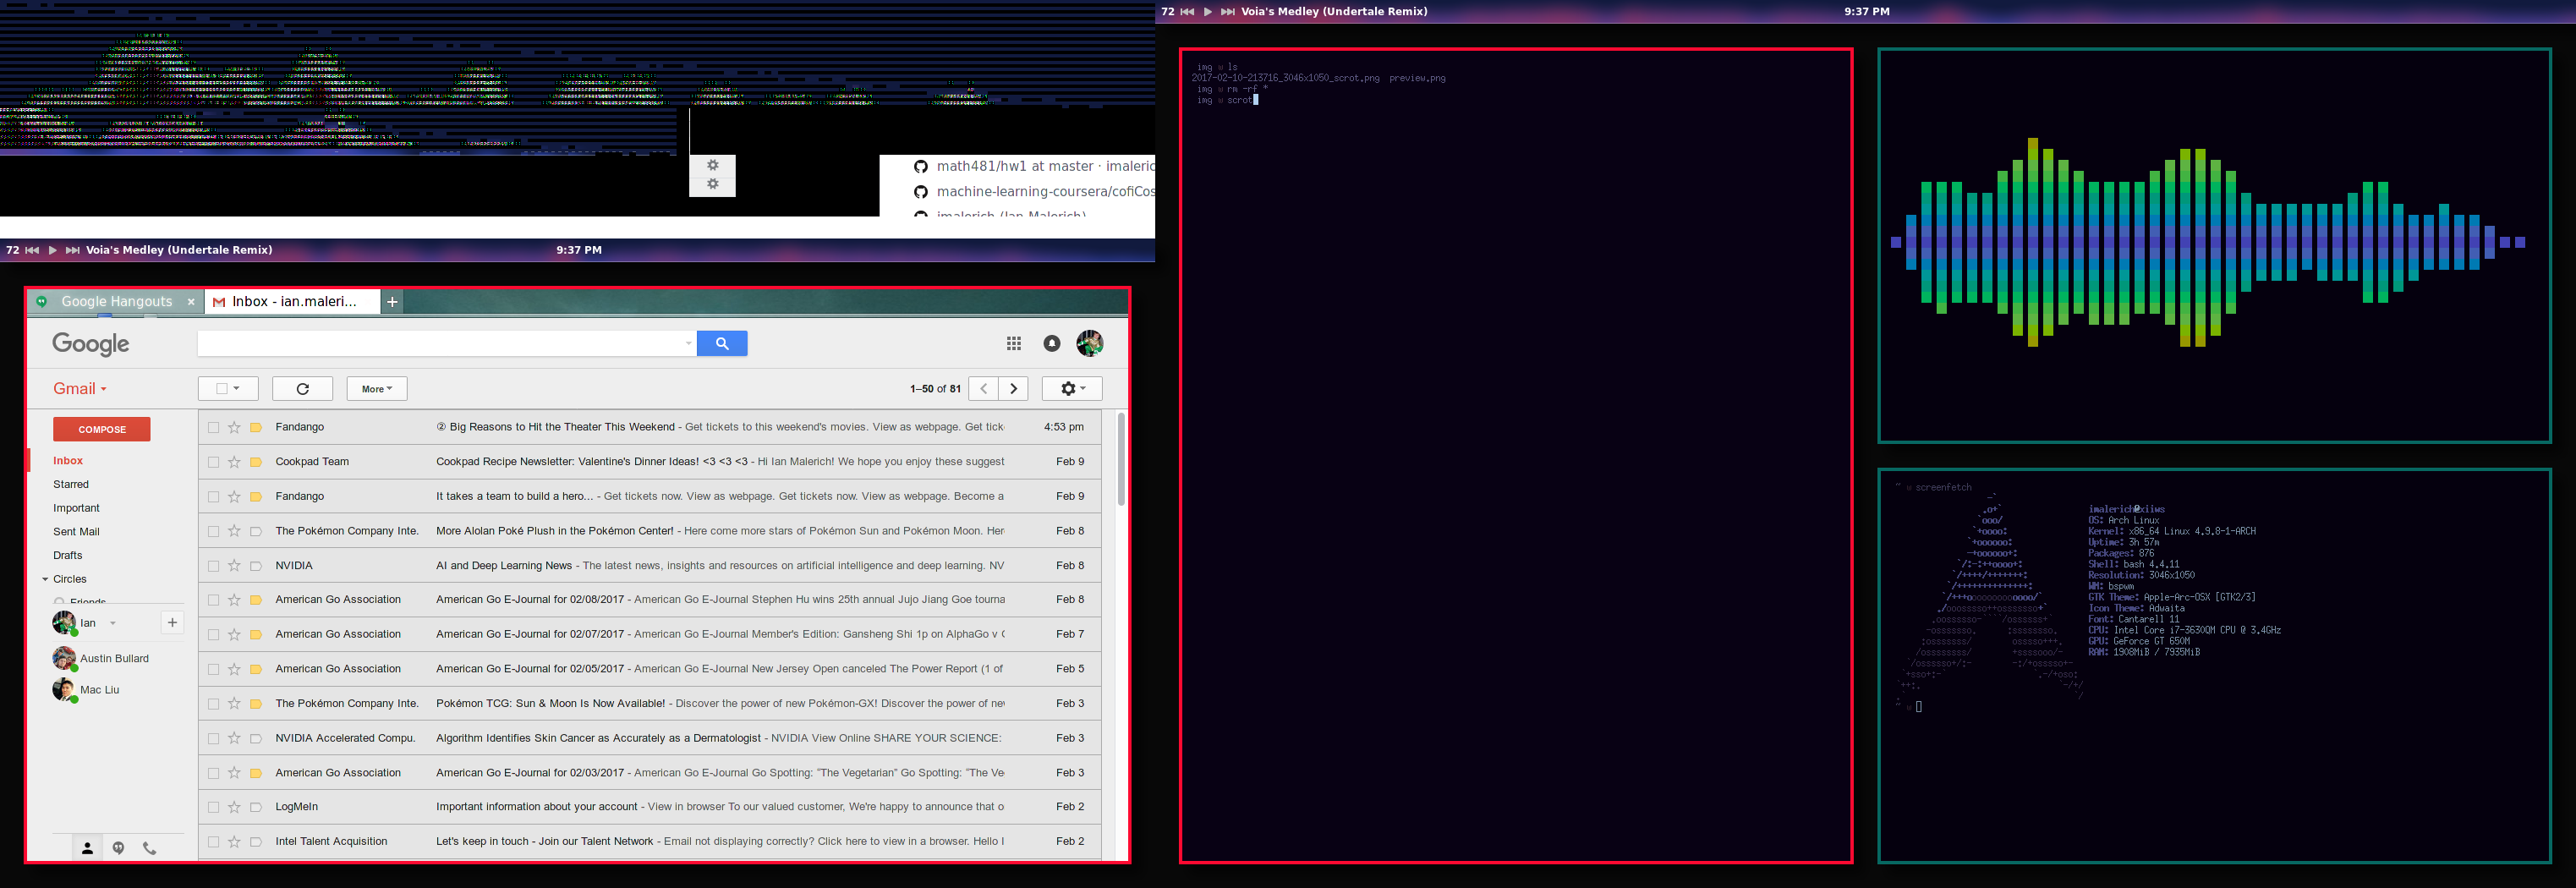 math481/hw1 at master · imaleric
machine-learning-coursera/cofiCos
imalerich (Ian Malerich)
72 Voia's Medley (Undertale Remix) 9:37 PM
Google Hangouts × Inbox - ian.maleri... +
Google
Gmail More 1–50 of 81
COMPOSE
Inbox
Starred
Important
Sent Mail
Drafts
Circles
Friends
Ian +
Austin Bullard
Mac Liu
Fandango ② Big Reasons to Hit the Theater This Weekend - Get tickets to this weekend's movies. View as webpage. Get tick 4:53 pm
Cookpad Team Cookpad Recipe Newsletter: Valentine's Dinner Ideas! <3 <3 <3 - Hi Ian Malerich! We hope you enjoy these suggest Feb 9
Fandango It takes a team to build a hero... - Get tickets now. View as webpage. Get tickets now. View as webpage. Become a Feb 9
The Pokémon Company Inte. More Alolan Poké Plush in the Pokémon Center! - Here come more stars of Pokémon Sun and Pokémon Moon. Her Feb 8
NVIDIA AI and Deep Learning News - The latest news, insights and resources on artificial intelligence and deep learning. NV Feb 8
American Go Association American Go E-Journal for 02/08/2017 - American Go E-Journal Stephen Hu wins 25th annual Jujo Jiang Goe tourna Feb 8
American Go Association American Go E-Journal for 02/07/2017 - American Go E-Journal Member's Edition: Gansheng Shi 1p on AlphaGo v Feb 7
American Go Association American Go E-Journal for 02/05/2017 - American Go E-Journal New Jersey Open canceled The Power Report (1 of Feb 5
The Pokémon Company Inte. Pokémon TCG: Sun & Moon Is Now Available! - Discover the power of new Pokémon-GX! Discover the power of ne Feb 3
NVIDIA Accelerated Compu. Algorithm Identifies Skin Cancer as Accurately as a Dermatologist - NVIDIA View Online SHARE YOUR SCIENCE: Feb 3
American Go Association American Go E-Journal for 02/03/2017 - American Go E-Journal Go Spotting: "The Vegetarian" Go Spotting: "The Ve Feb 3
LogMeIn Important information about your account - View in browser To our valued customer, We're happy to announce that o Feb 2
Intel Talent Acquisition Let's keep in touch - Join our Talent Network - Email not displaying correctly? Click here to view in a browser. Hello I Feb 2
72 Voia's Medley (Undertale Remix) 9:37 PM
img ls
2017-02-10-213716_3046x1050_scrot.png preview.png
img rm -rf *
img scrot
~ screenfetch
imalerich@xiiws
OS: Arch Linux
Kernel: x86_64 Linux 4.9.8-1-ARCH
Uptime: 3h 57m
Packages: 876
Shell: bash 4.4.11
Resolution: 3046x1050
WM: bspwm
GTK Theme: Apple-Arc-OSX [GTK2/3]
Icon Theme: Adwaita
Font: Cantarell 11
CPU: Intel Core i7-3630QM CPU @ 3.4GHz
GPU: GeForce GT 650M
RAM: 1908MiB / 7935MiB
~